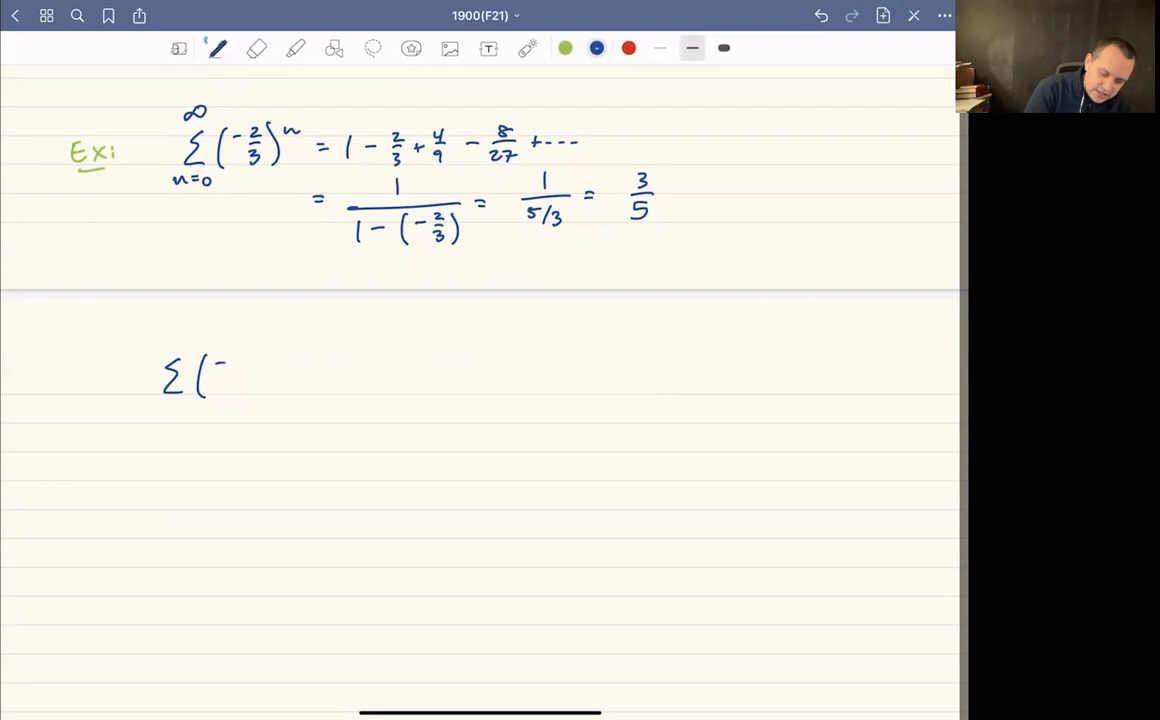 1900(F21)
Ex: ∞∑n=0 (-2/3)^n = 1 - 2/3 + 4/9 - 8/27 + ...
= 1/(1-(-2/3)) = 1/(5/3) = 3/5
∑(-